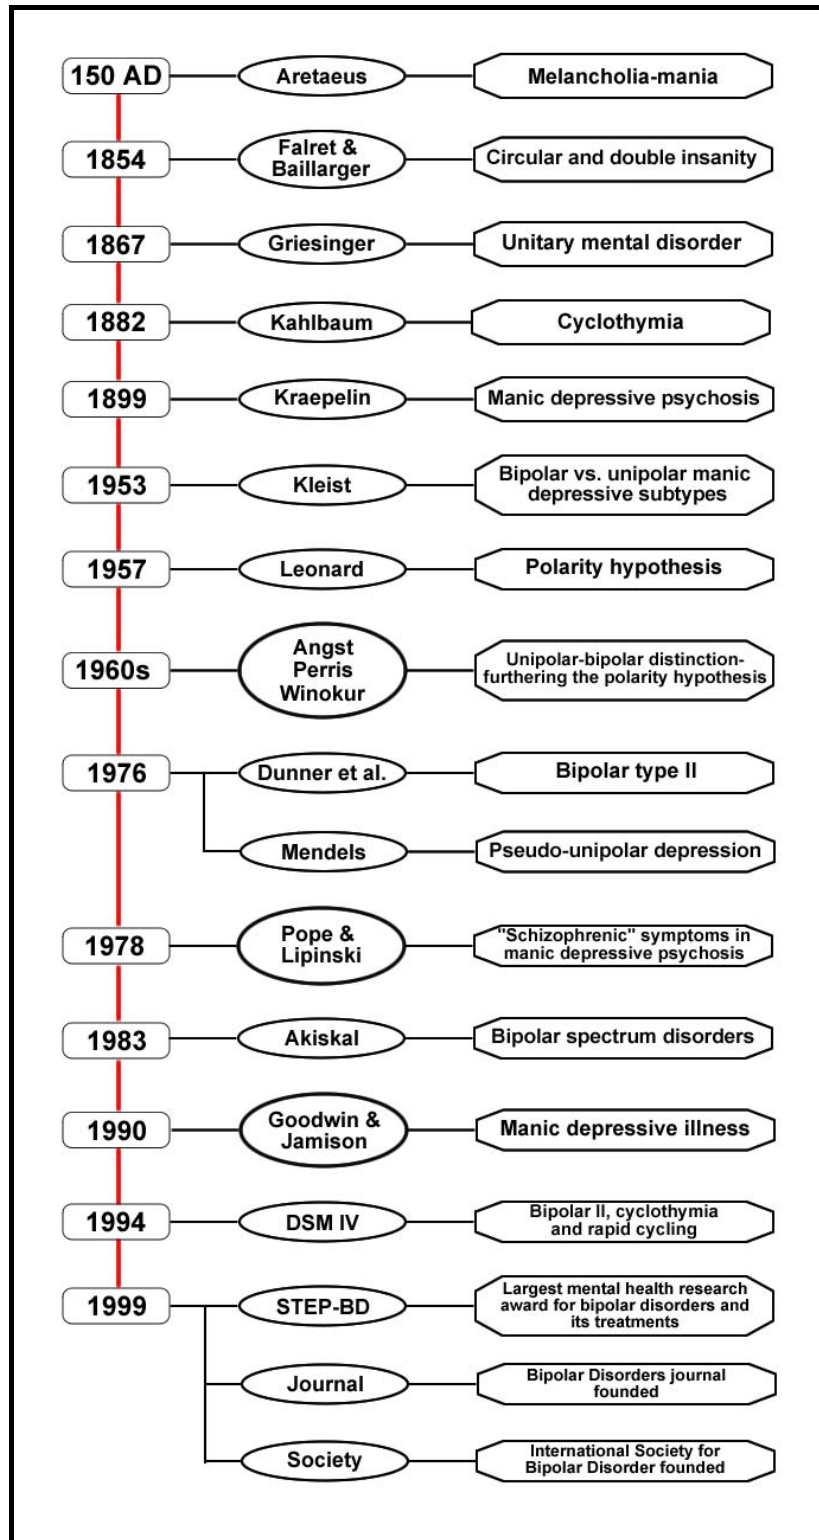 150 AD
Aretaeus
Melancholia-mania
1854
Falret &
Baillarger
Circular and double insanity
1867
Griesinger
Unitary mental disorder
1882
Kahlbaum
Cyclothymia
1899
Kraepelin
Manic depressive psychosis
1953
Kleist
Bipolar vs. unipolar manic
depressive subtypes
1957
Leonard
Polarity hypothesis
1960s
Angst
Perris
Winokur
Unipolar-bipolar distinction-
furthering the polarity hypothesis
1976
Dunner et al.
Bipolar type II
Mendels
Pseudo-unipolar depression
1978
Pope &
Lipinski
"Schizophrenic" symptoms in
manic depressive psychosis
1983
Akiskal
Bipolar spectrum disorders
1990
Goodwin &
Jamison
Manic depressive illness
1994
DSM IV
Bipolar II, cyclothymia
and rapid cycling
1999
STEP-BD
Largest mental health research
award for bipolar disorders and
its treatments
Journal
Bipolar Disorders journal
founded
Society
International Society for
Bipolar Disorder founded